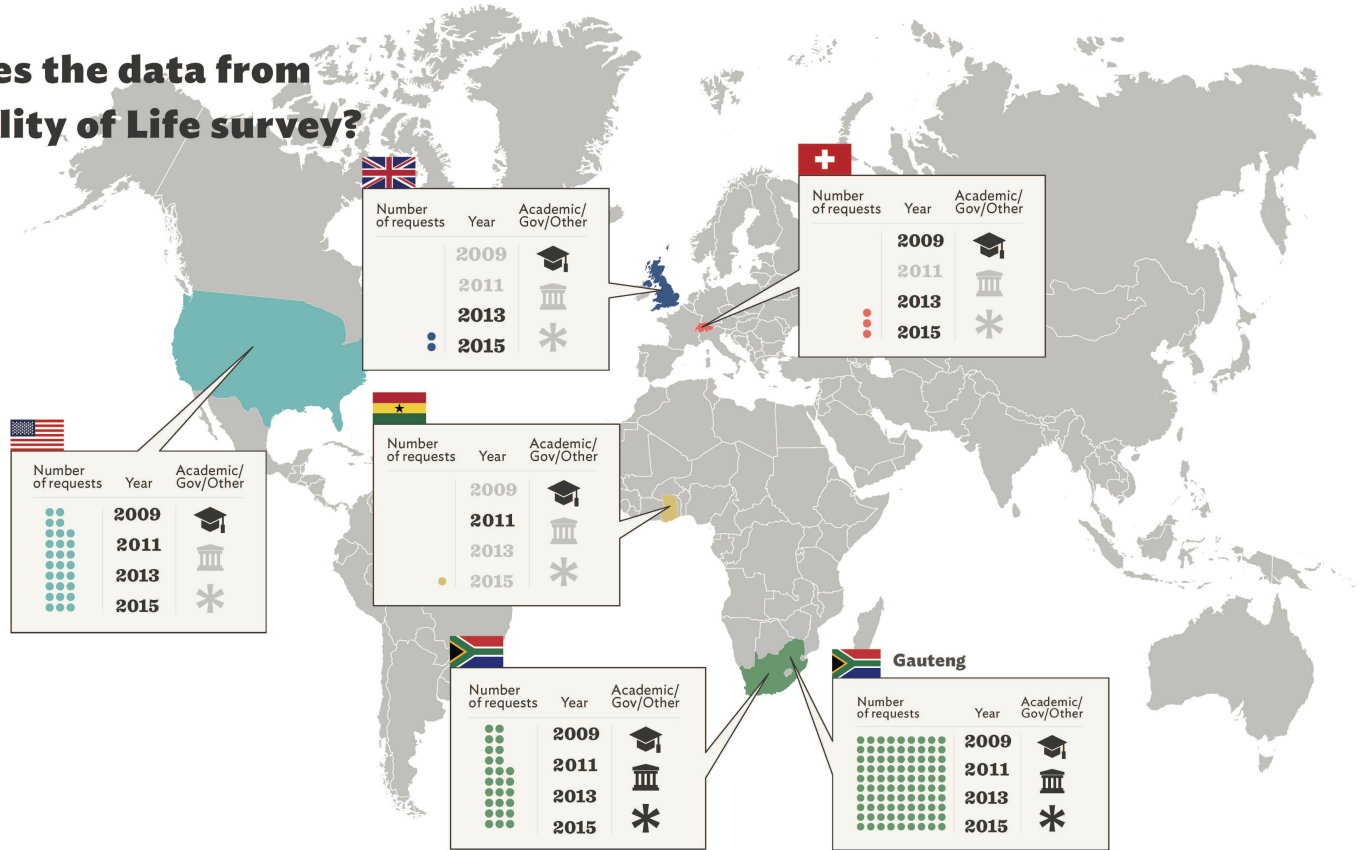 es the data from
lity of Life survey?
Number
of requests
Year
Academic/
Gov/Other
2009
2011
2013
2015
Number
of requests
Year
Academic/
Gov/Other
2009
2011
2013
2015
Number
of requests
Year
Academic/
Gov/Other
2009
2011
2013
2015
Number
of requests
Year
Academic/
Gov/Other
2009
2011
2013
2015
Number
of requests
Year
Academic/
Gov/Other
2009
2011
2013
2015
Gauteng
Number
of requests
Year
Academic/
Gov/Other
2009
2011
2013
2015